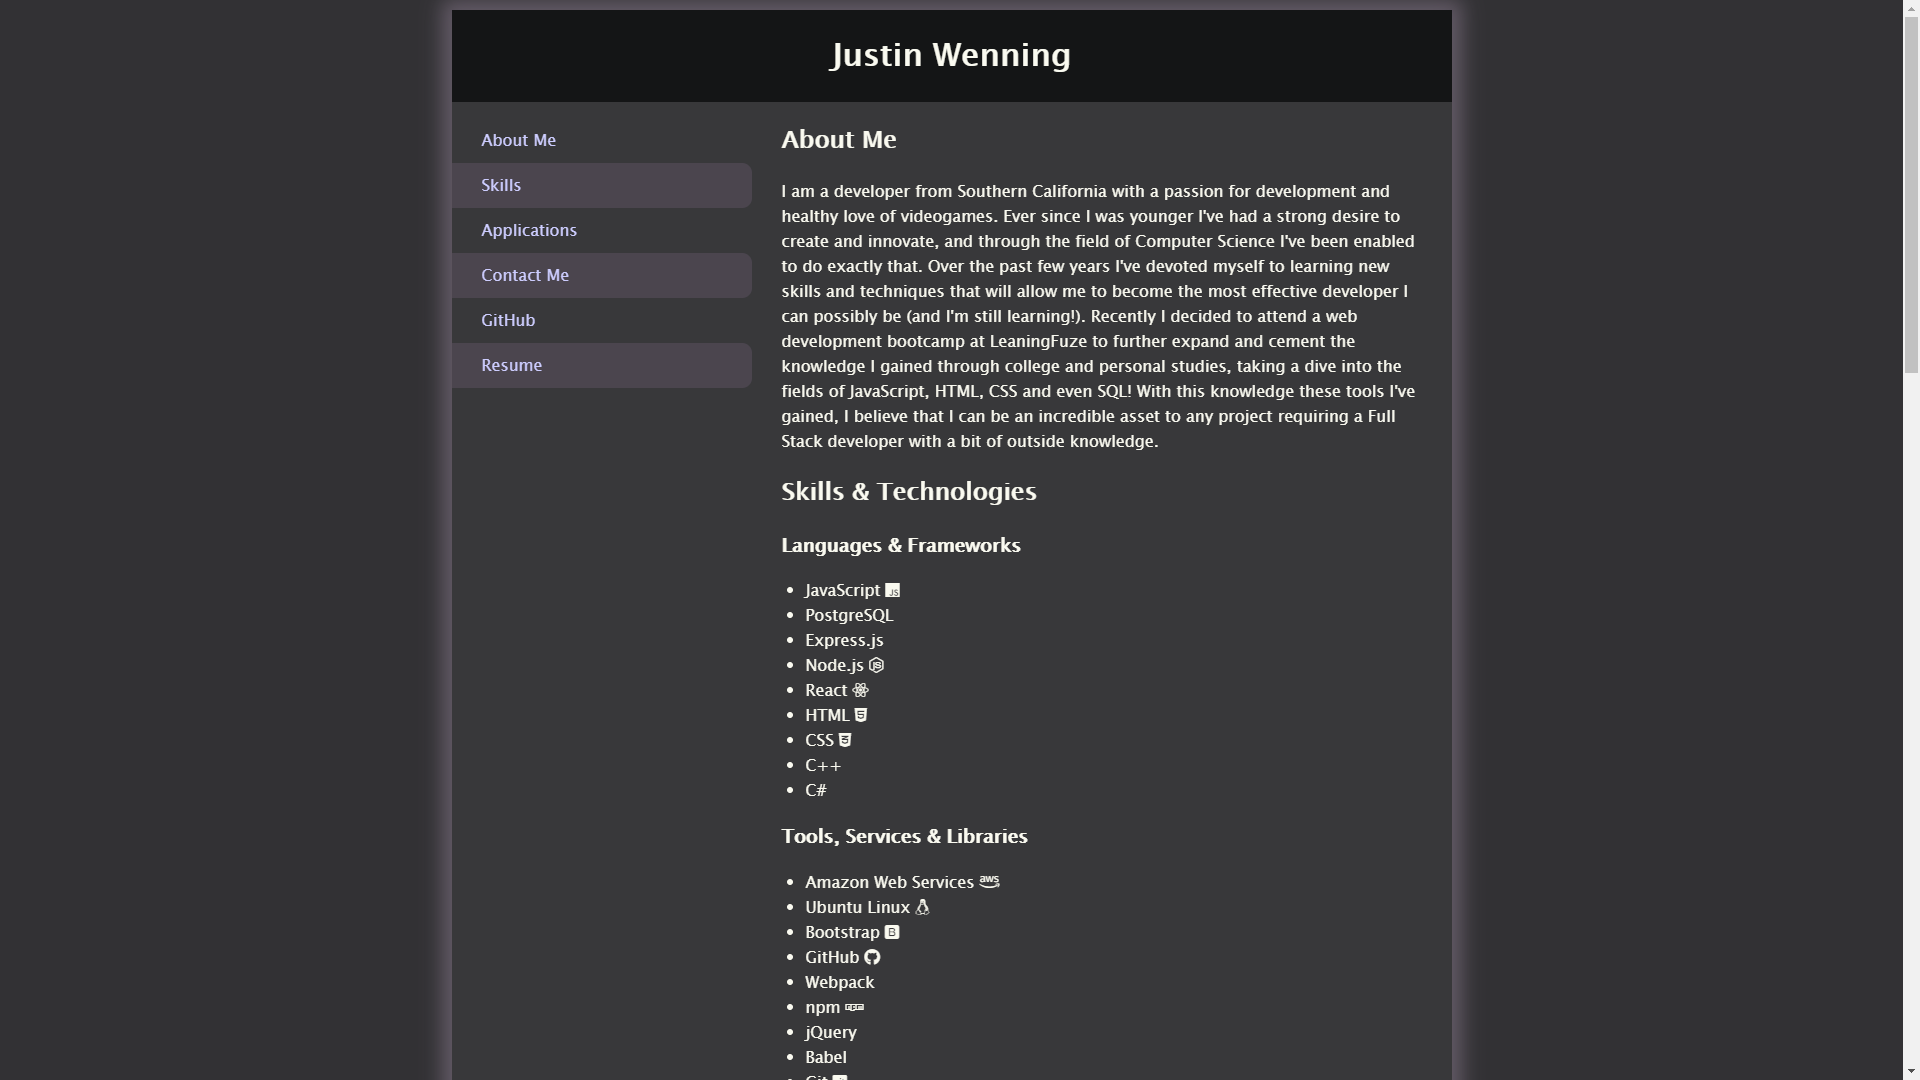 Justin Wenning
About Me
Skills
Applications
Contact Me
GitHub
Resume
About Me
I am a developer from Southern California with a passion for development and
healthy love of videogames. Ever since I was younger I've had a strong desire to
create and innovate, and through the field of Computer Science I've been enabled
to do exactly that. Over the past few years I've devoted myself to learning new
skills and techniques that will allow me to become the most effective developer I
can possibly be (and I'm still learning!). Recently I decided to attend a web
development bootcamp at LeaningFuze to further expand and cement the
knowledge I gained through college and personal studies, taking a dive into the
fields of JavaScript, HTML, CSS and even SQL! With this knowledge these tools I've
gained, I believe that I can be an incredible asset to any project requiring a Full
Stack developer with a bit of outside knowledge.
Skills & Technologies
Languages & Frameworks
JavaScript
PostgreSQL
Express.js
Node.js
React
HTML
CSS
C++
C#
Tools, Services & Libraries
Amazon Web Services
Ubuntu Linux
Bootstrap
GitHub
Webpack
npm
jQuery
Babel
Git